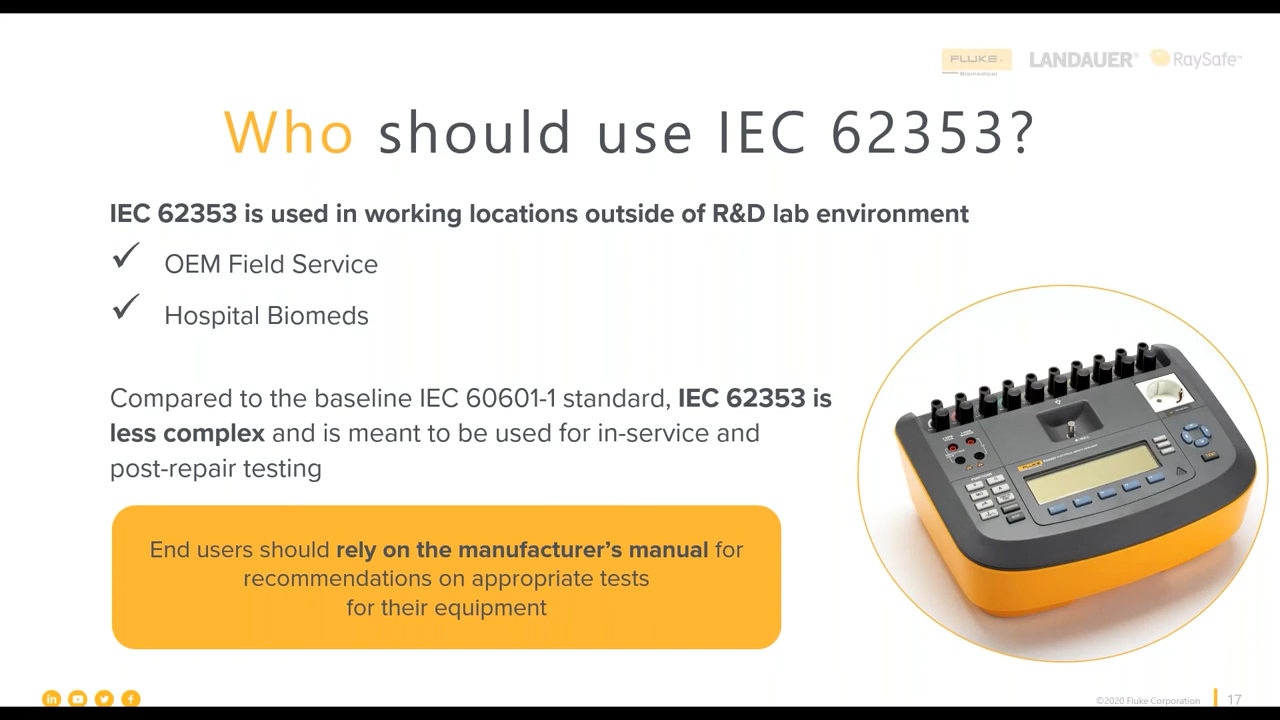 FLUKE
Biomedical
LANDAUER®
RaySafe™
Who should use IEC 62353?
IEC 62353 is used in working locations outside of R&D lab environment
✓ OEM Field Service
✓ Hospital Biomeds
Compared to the baseline IEC 60601-1 standard, IEC 62353 is
less complex and is meant to be used for in-service and
post-repair testing
FLUKE
End users should rely on the manufacturer’s manual for
recommendations on appropriate tests
for their equipment
©2020 Fluke Corporation
17